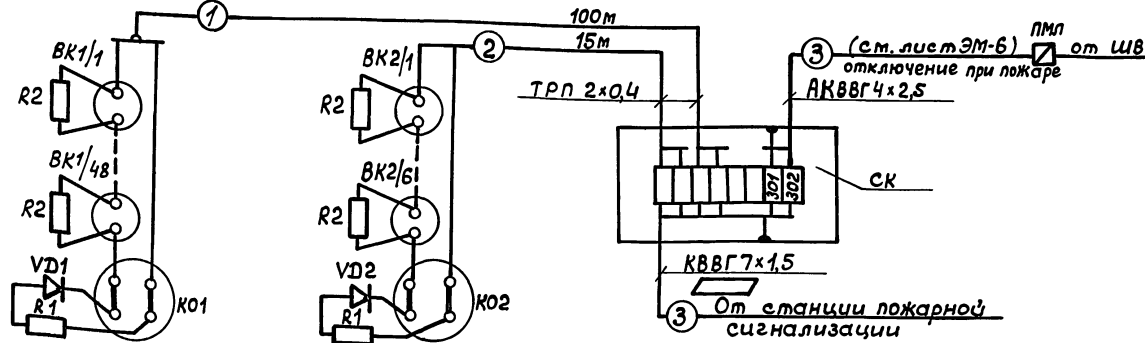 1
100м
ВК1/1
R2
ВК1/48
R2
VD1
R1
КО1
2
15м
ВК2/1
R2
ВК2/6
R2
VD2
R1
КО2
ТРП 2×0,4
3
(см. лист ЭМ-6)
отключение при пожаре
ПМЛ
от ШВ
АКВВГ 4×2,5
301
302
СК
КВВГ 7×1,5
3
От станции пожарной
сигнализации